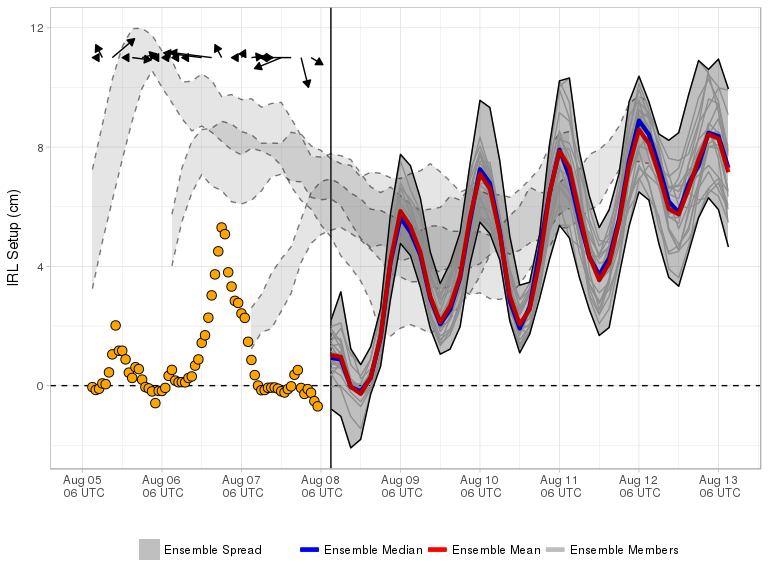 12
8
4
0
IRL Setup (cm)
Aug 05 Aug 06 Aug 07 Aug 08 Aug 09 Aug 10 Aug 11 Aug 12 Aug 13
06 UTC 06 UTC 06 UTC 06 UTC 06 UTC 06 UTC 06 UTC 06 UTC 06 UTC
Ensemble Spread Ensemble Median Ensemble Mean Ensemble Members